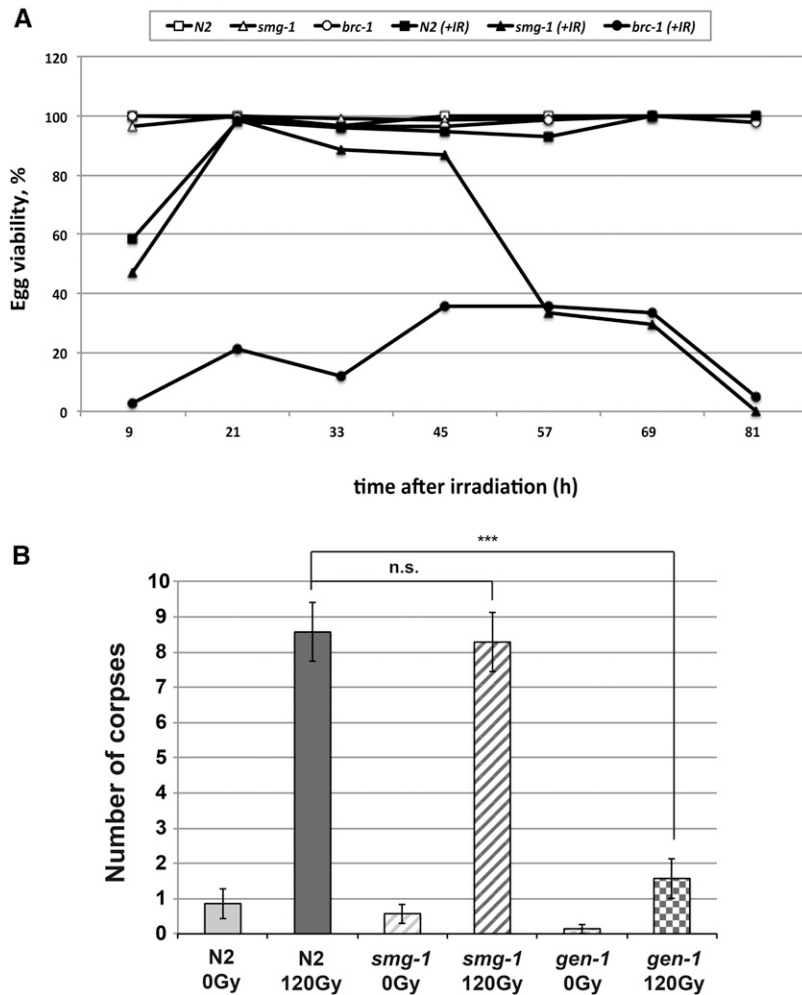 A
N2 smg-1 brc-1 N2 (+IR) smg-1 (+IR) brc-1 (+IR)
120
100
80
60
40
20
0
Egg viability, %
9 21 33 45 57 69 81
time after irradiation (h)
B
***
n.s.
10
9
8
7
6
5
4
3
2
1
0
Number of corpses
N2 N2 smg-1 smg-1 gen-1 gen-1
0Gy 120Gy 0Gy 120Gy 0Gy 120Gy